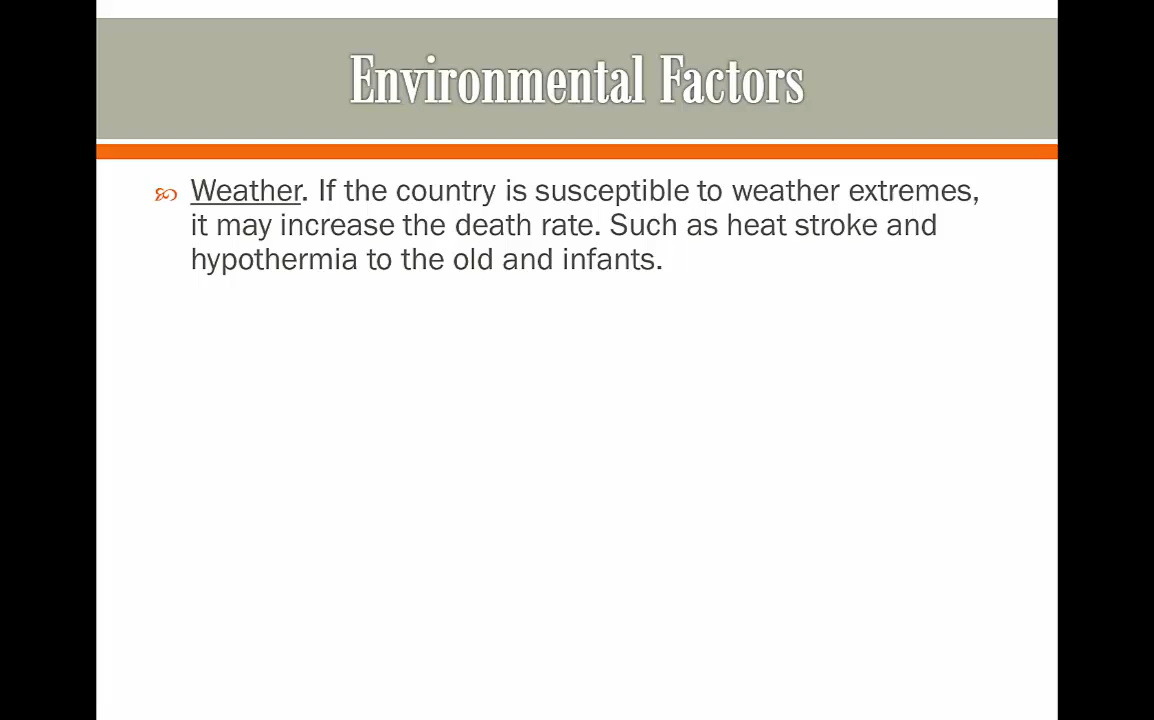 Environmental Factors
Weather. If the country is susceptible to weather extremes,
it may increase the death rate. Such as heat stroke and
hypothermia to the old and infants.